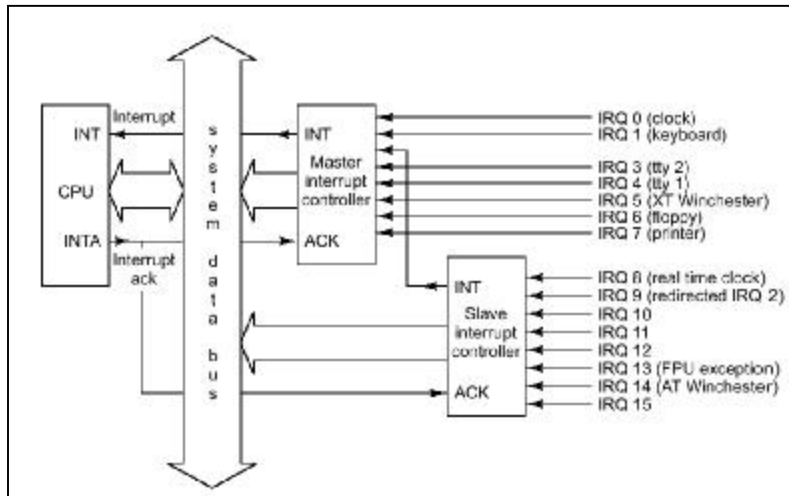 Interrupt
INT
CPU
INTA
Interrupt
ack
system data bus
INT
Master
interrupt
controller
ACK
IRQ 0 (clock)
IRQ 1 (keyboard)
IRQ 3 (tty 2)
IRQ 4 (tty 1)
IRQ 5 (XT Winchester)
IRQ 6 (floppy)
IRQ 7 (printer)
INT
Slave
interrupt
controller
ACK
IRQ 8 (real time clock)
IRQ 9 (redirected IRQ 2)
IRQ 10
IRQ 11
IRQ 12
IRQ 13 (FPU exception)
IRQ 14 (AT Winchester)
IRQ 15